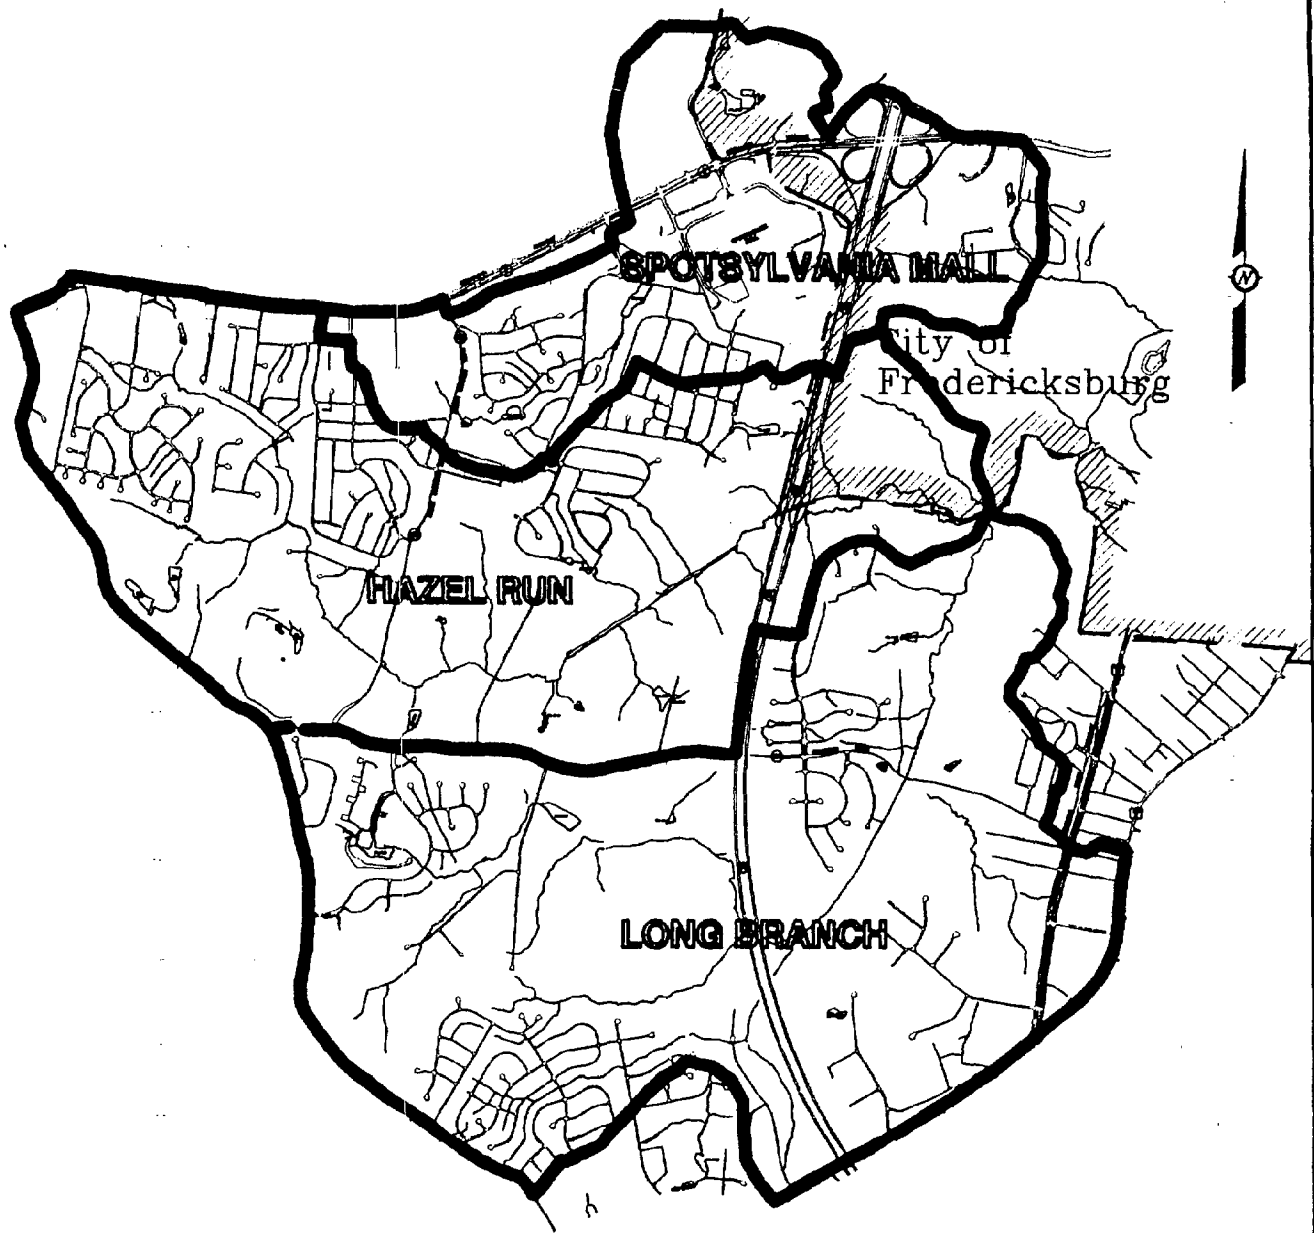 SPOTSYLVANIA MALL
City of
Fredericksburg
N
HAZEL RUN
LONG BRANCH